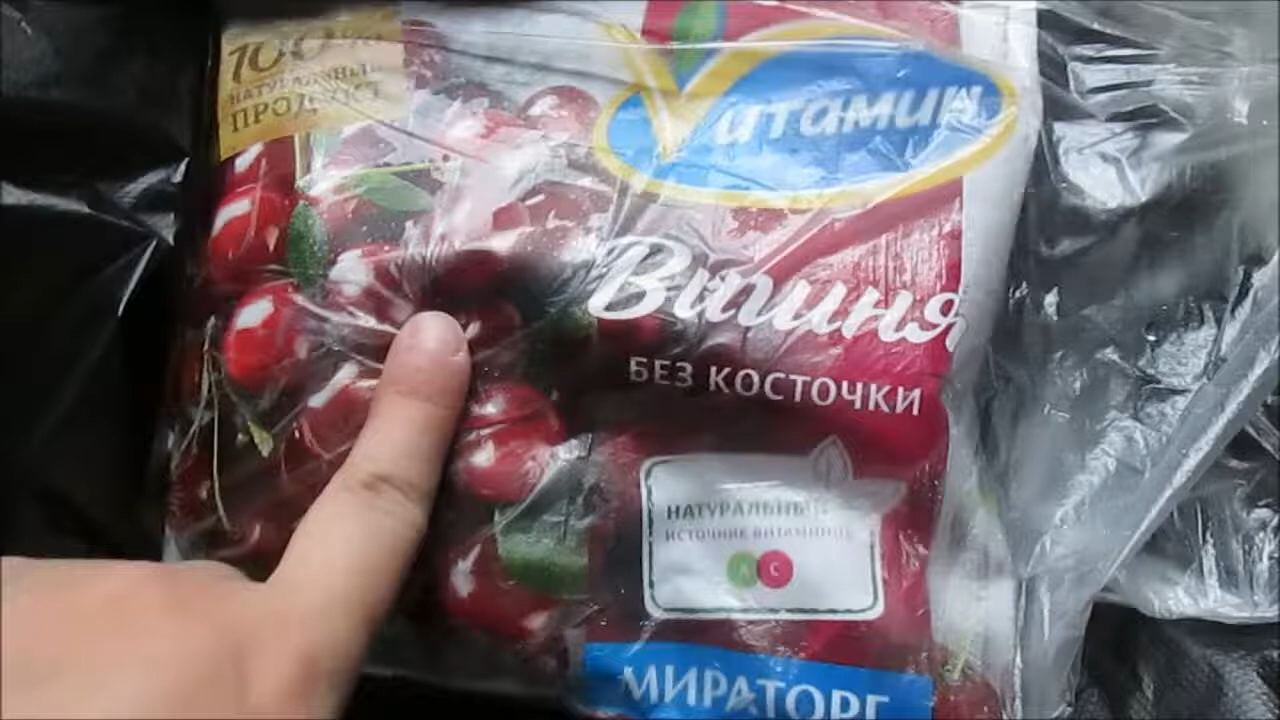 100%
НАТУРАЛЬНЫЙ
ПРОДУКТ
Vитамин
Вишня
БЕЗ КОСТОЧКИ
НАТУРАЛЬНЫЙ
ИСТОЧНИК ВИТАМИНОВ
A C
МИРАТОРГ